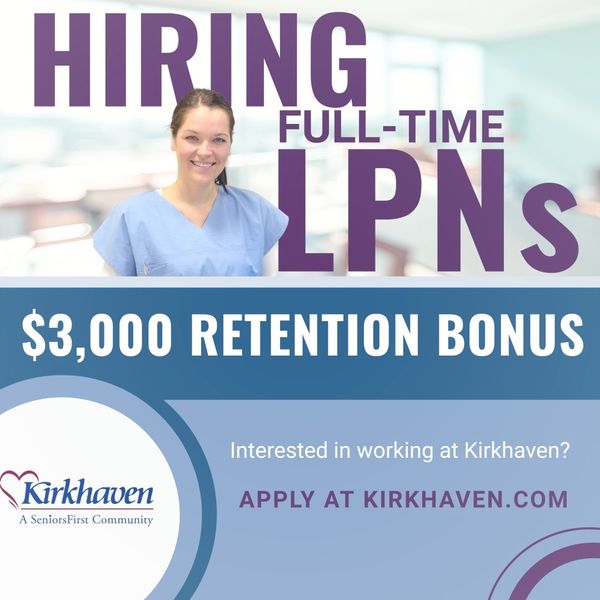 HIRING
FULL-TIME
LPNs
$3,000 RETENTION BONUS
Interested in working at Kirkhaven?
APPLY AT KIRKHAVEN.COM
Kirkhaven
A SeniorsFirst Community